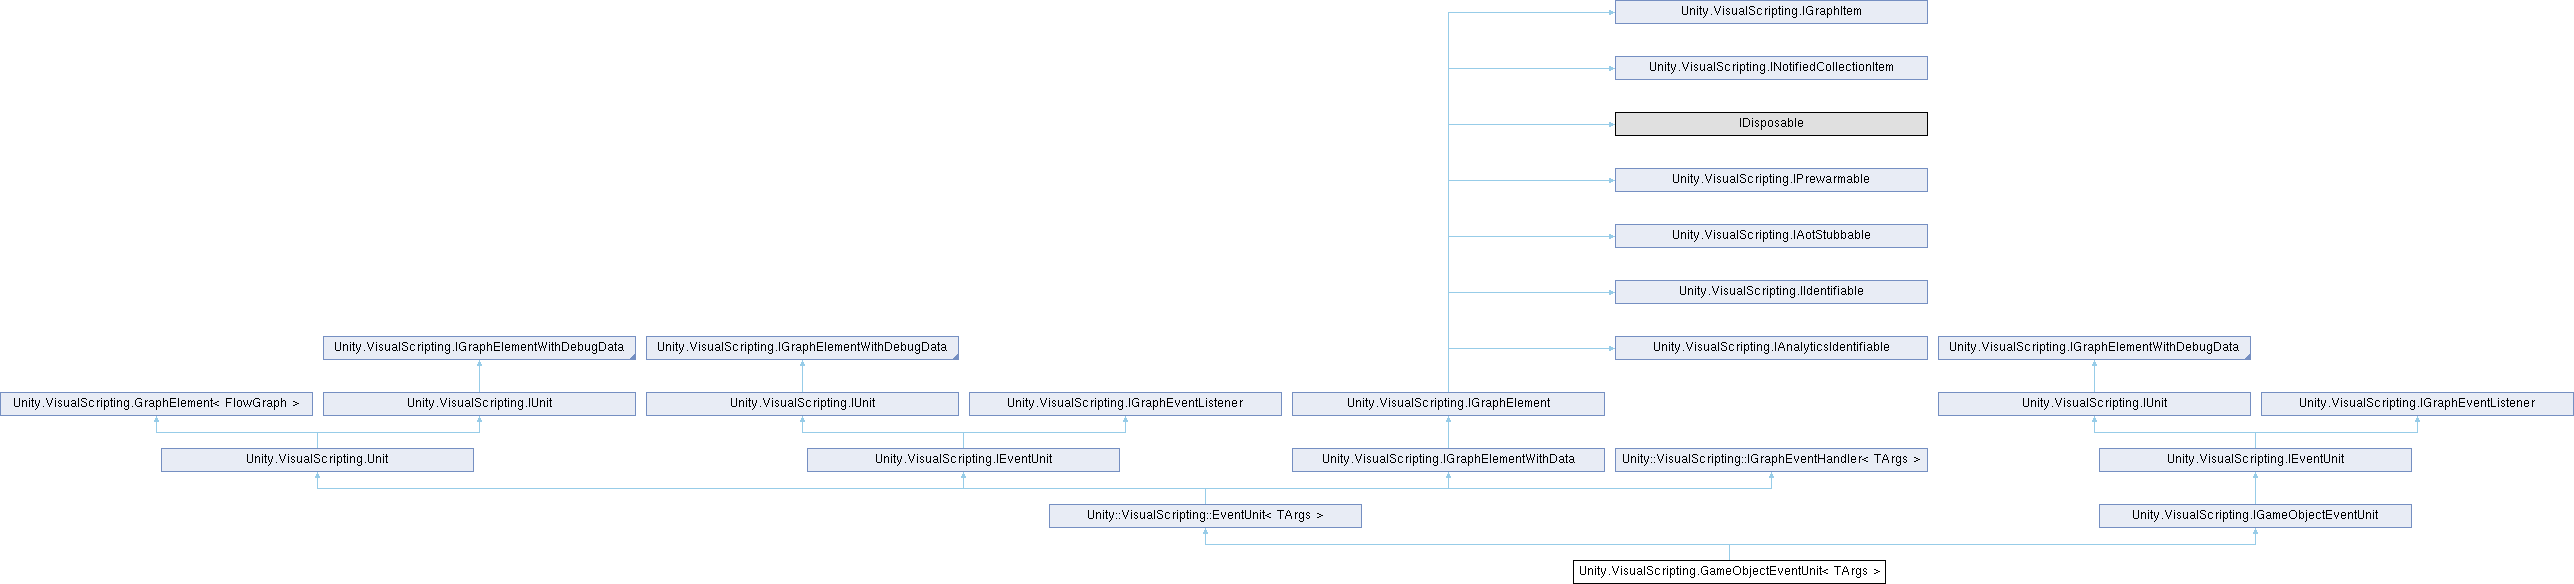 Unity.VisualScripting.IGraphItem
Unity.VisualScripting.INotifiedCollectionItem
IDisposable
Unity.VisualScripting.IPrewarmable
Unity.VisualScripting.IAotStubbable
Unity.VisualScripting.IIdentifiable
Unity.VisualScripting.IGraphElementWithDebugData
Unity.VisualScripting.IGraphElementWithDebugData
Unity.VisualScripting.IAnalyticsIdentifiable
Unity.VisualScripting.IGraphElementWithDebugData
Unity.VisualScripting.GraphElement< FlowGraph >
Unity.VisualScripting.IUnit
Unity.VisualScripting.IUnit
Unity.VisualScripting.IGraphEventListener
Unity.VisualScripting.IGraphElement
Unity.VisualScripting.IUnit
Unity.VisualScripting.IGraphEventListener
Unity.VisualScripting.Unit
Unity.VisualScripting.IEventUnit
Unity.VisualScripting.IGraphElementWithData
Unity::VisualScripting::IGraphEventHandler< TArgs >
Unity.VisualScripting.IEventUnit
Unity::VisualScripting::EventUnit< TArgs >
Unity.VisualScripting.IGameObjectEventUnit
Unity.VisualScripting.GameObjectEventUnit< TArgs >